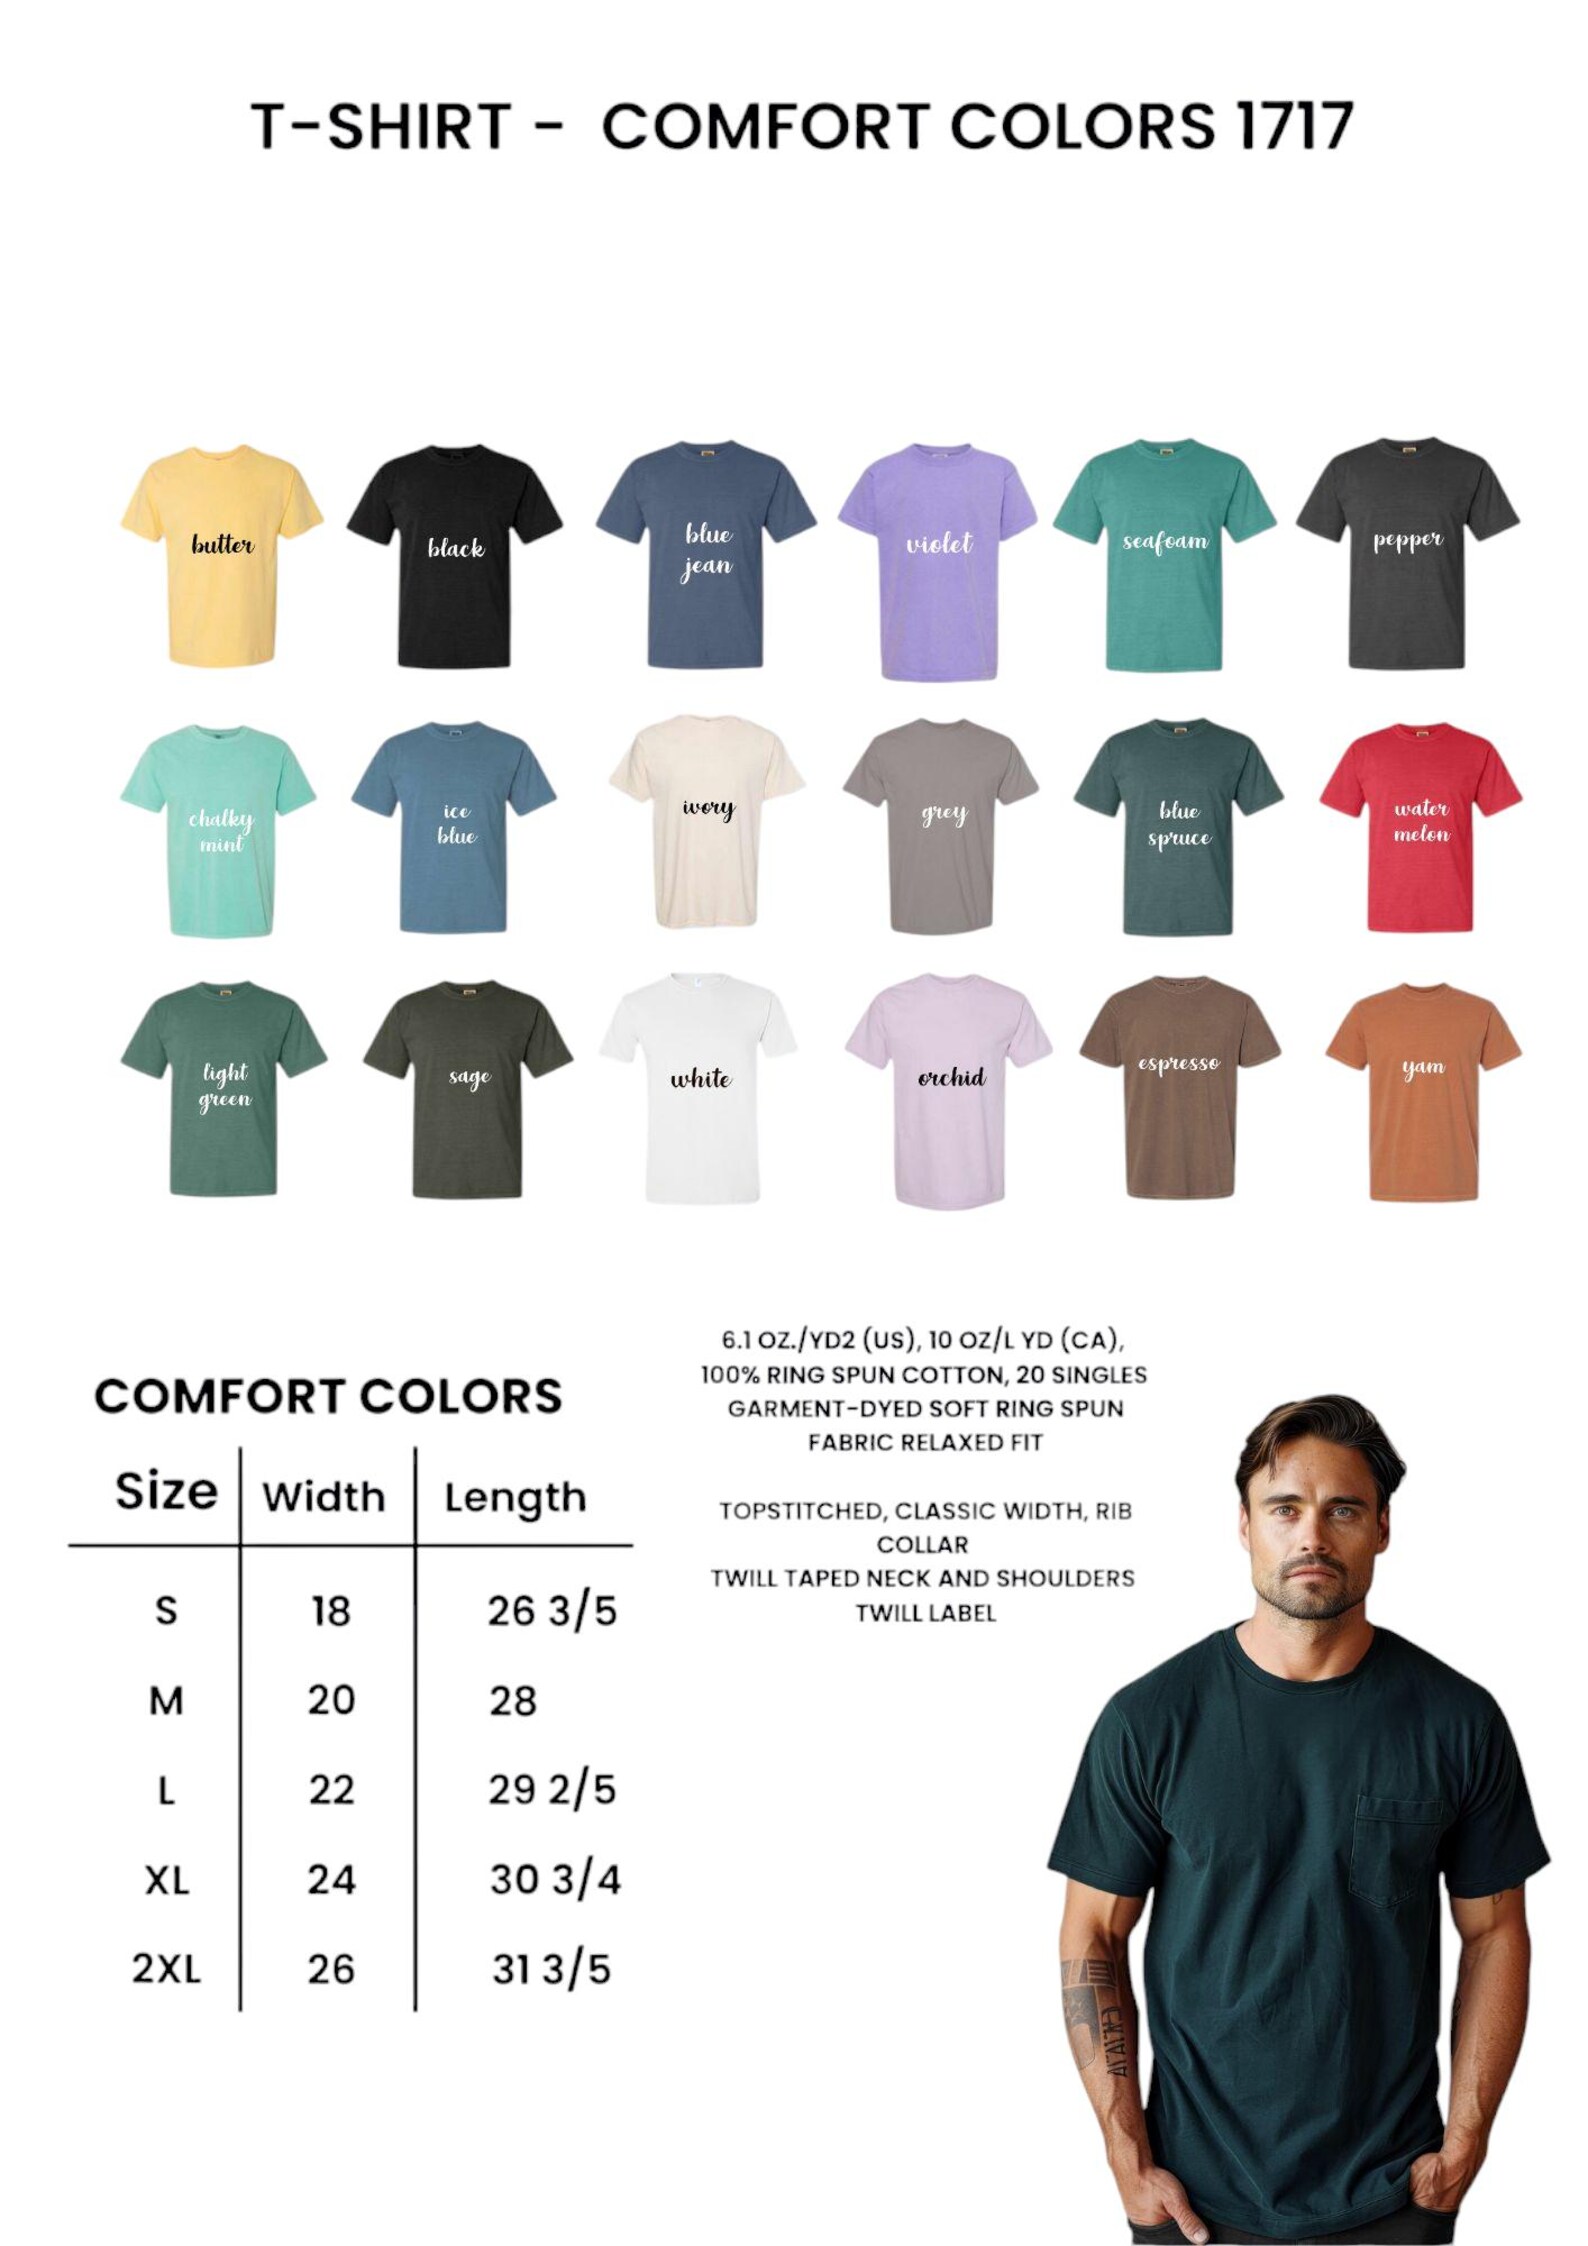 T-SHIRT - COMFORT COLORS 1717
butter
black
blue
jean
violet
seafoam
pepper
chalky
mint
ice
blue
ivory
grey
blue
spruce
water
melon
light
green
sage
white
orchid
espresso
yam
6.1 OZ./YD2 (US), 10 OZ/L YD (CA),
100% RING SPUN COTTON, 20 SINGLES
GARMENT-DYED SOFT RING SPUN
FABRIC RELAXED FIT
TOPSTITCHED, CLASSIC WIDTH, RIB
COLLAR
TWILL TAPED NECK AND SHOULDERS
TWILL LABEL
COMFORT COLORS
Size Width Length
S 18 26 3/5
M 20 28
L 22 29 2/5
XL 24 30 3/4
2XL 26 31 3/5